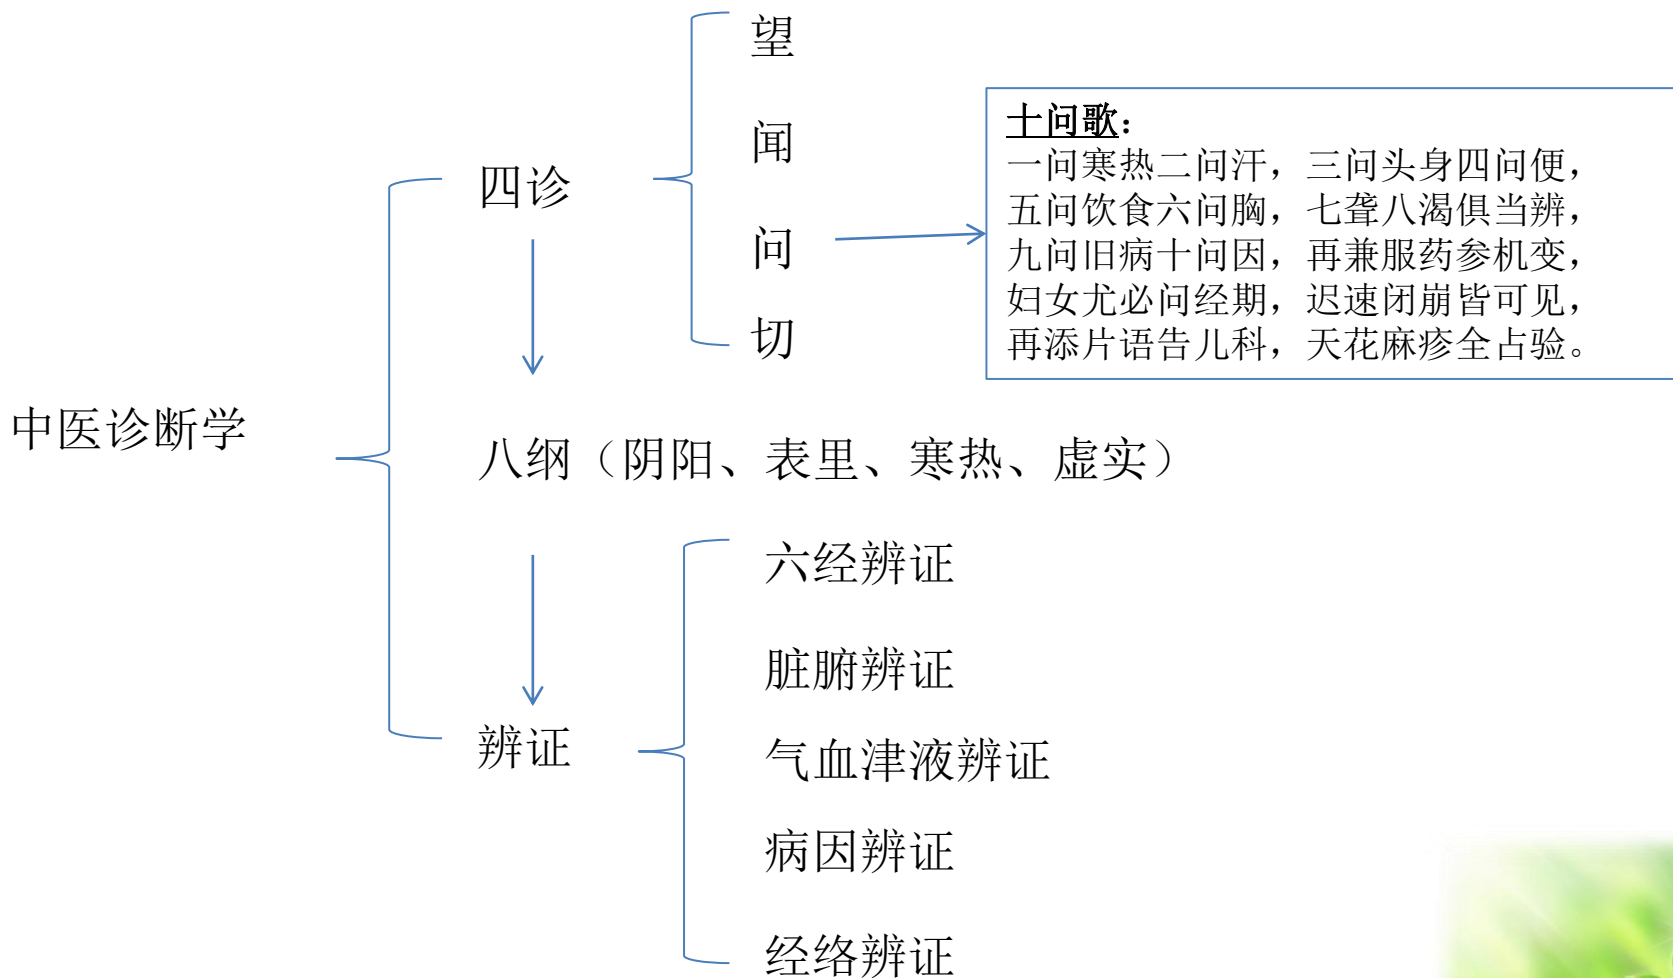 望
闻
四诊
问
切
十问歌：
一问寒热二问汗，三问头身四问便，
五问饮食六问胸，七聋八渴俱当辨，
九问旧病十问因，再兼服药参机变，
妇女尤必问经期，迟速闭崩皆可见，
再添片语告儿科，天花麻疹全占验。
中医诊断学
八纲（阴阳、表里、寒热、虚实）
辨证
六经辨证
脏腑辨证
气血津液辨证
病因辨证
经络辨证